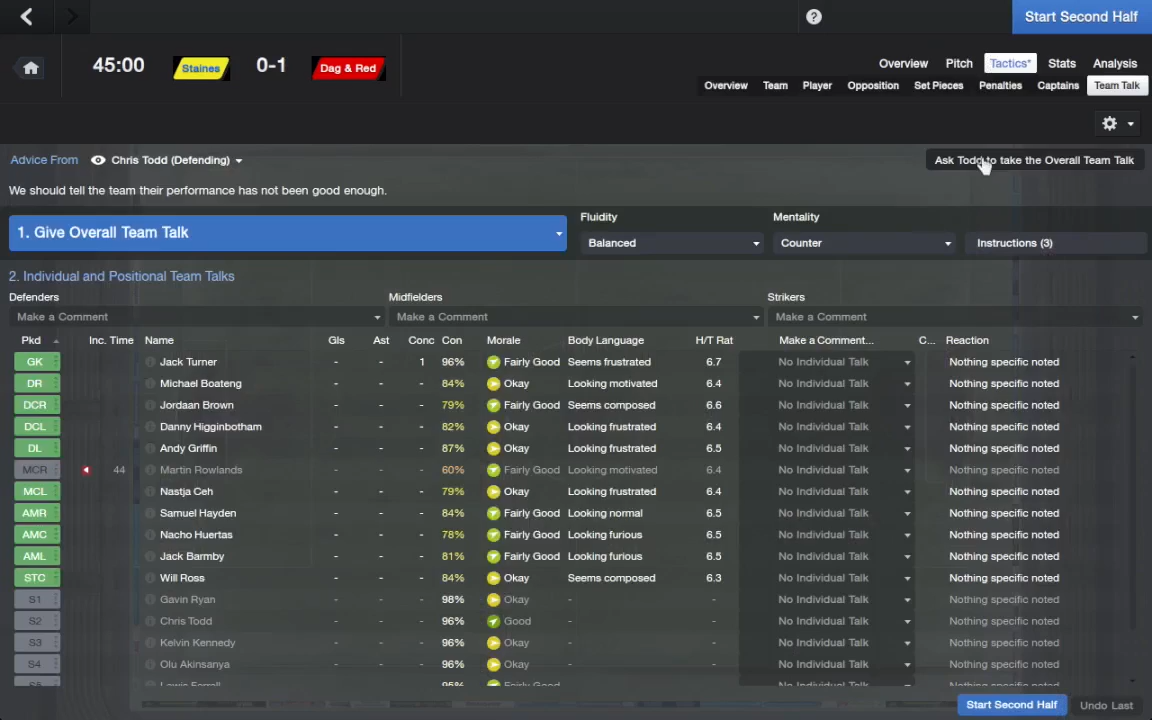 Start Second Half
45:00 Staines 0-1 Dag & Red
Overview Pitch Tactics* Stats Analysis
Overview Team Player Opposition Set Pieces Penalties Captains Team Talk
Advice From Chris Todd (Defending) Ask Todd to take the Overall Team Talk
We should tell the team their performance has not been good enough.
Fluidity Mentality
1. Give Overall Team Talk Balanced Counter Instructions (3)
2. Individual and Positional Team Talks
Defenders Midfielders Strikers
Make a Comment Make a Comment Make a Comment
Pkd Inc. Time Name Gls Ast Conc Con Morale Body Language H/T Rat Make a Comment... C... Reaction
GK Jack Turner - - 1 96% Fairly Good Seems frustrated 6.7 No Individual Talk Nothing specific noted
DR Michael Boateng - - - 84% Okay Looking motivated 6.4 No Individual Talk Nothing specific noted
DCR Jordaan Brown - - - 79% Fairly Good Seems composed 6.6 No Individual Talk Nothing specific noted
DCL Danny Higginbotham - - - 82% Okay Looking frustrated 6.4 No Individual Talk Nothing specific noted
DL Andy Griffin - - - 87% Okay Looking frustrated 6.5 No Individual Talk Nothing specific noted
MCR 44 Martin Rowlands - - - 60% Fairly Good Looking motivated 6.4 No Individual Talk Nothing specific noted
MCL Nastja Ceh - - - 79% Okay Looking frustrated 6.4 No Individual Talk Nothing specific noted
AMR Samuel Hayden - - - 84% Fairly Good Looking normal 6.5 No Individual Talk Nothing specific noted
AMC Nacho Huertas - - - 78% Fairly Good Looking furious 6.5 No Individual Talk Nothing specific noted
AML Jack Barmby - - - 81% Fairly Good Looking furious 6.5 No Individual Talk Nothing specific noted
STC Will Ross - - - 84% Okay Seems composed 6.3 No Individual Talk Nothing specific noted
S1 Gavin Ryan - - - 98% Okay - - No Individual Talk Nothing specific noted
S2 Chris Todd - - - 96% Good - - No Individual Talk Nothing specific noted
S3 Kelvin Kennedy - - - 96% Okay - - No Individual Talk Nothing specific noted
S4 Olu Akinsanya - - - 96% Okay - - No Individual Talk Nothing specific noted
S5 - - - 95% Fairly Good - - No Individual Talk Nothing specific noted
Start Second Half Undo Last